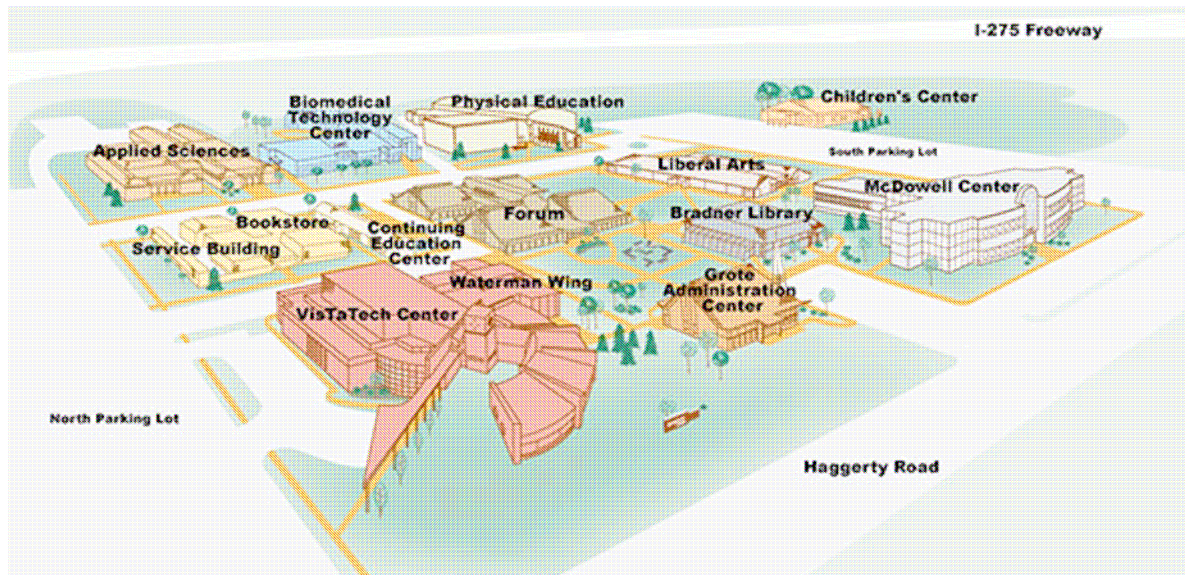 I-275 Freeway
Children's Center
Biomedical
Technology
Center
Physical Education
Applied Sciences
South Parking Lot
Liberal Arts
McDowell Center
Bookstore
Forum
Bradner Library
Service Building
Continuing
Education
Center
Waterman Wing
Grote
Administration
Center
VisTaTech Center
North Parking Lot
Haggerty Road